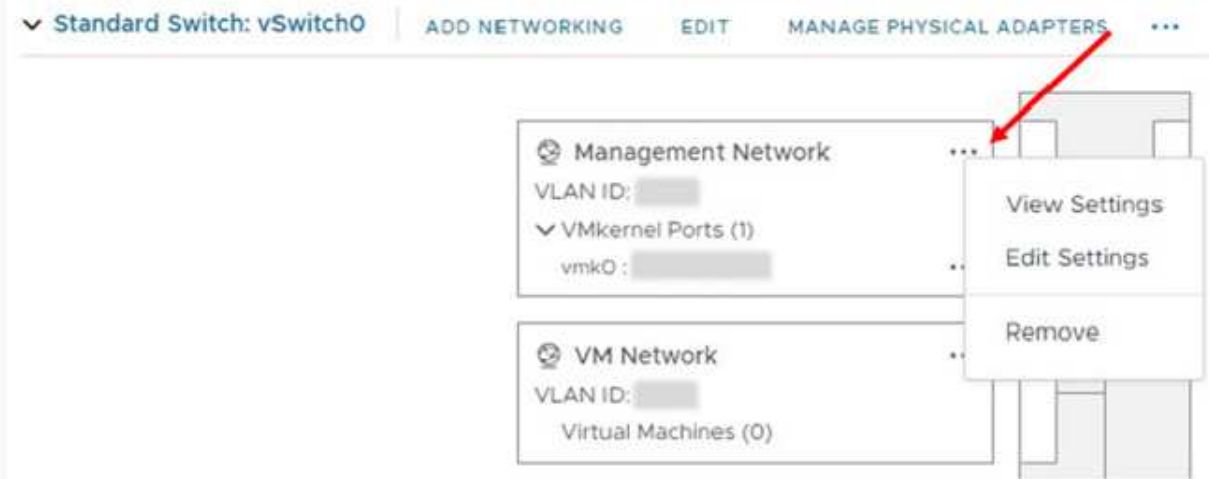 Standard Switch: vSwitch0 ADD NETWORKING EDIT MANAGE PHYSICAL ADAPTERS ...
Management Network ...
VLAN ID:
View Settings
VMkernel Ports (1)
Edit Settings
vmk0 : ..
Remove
VM Network ..
VLAN ID:
Virtual Machines (0)